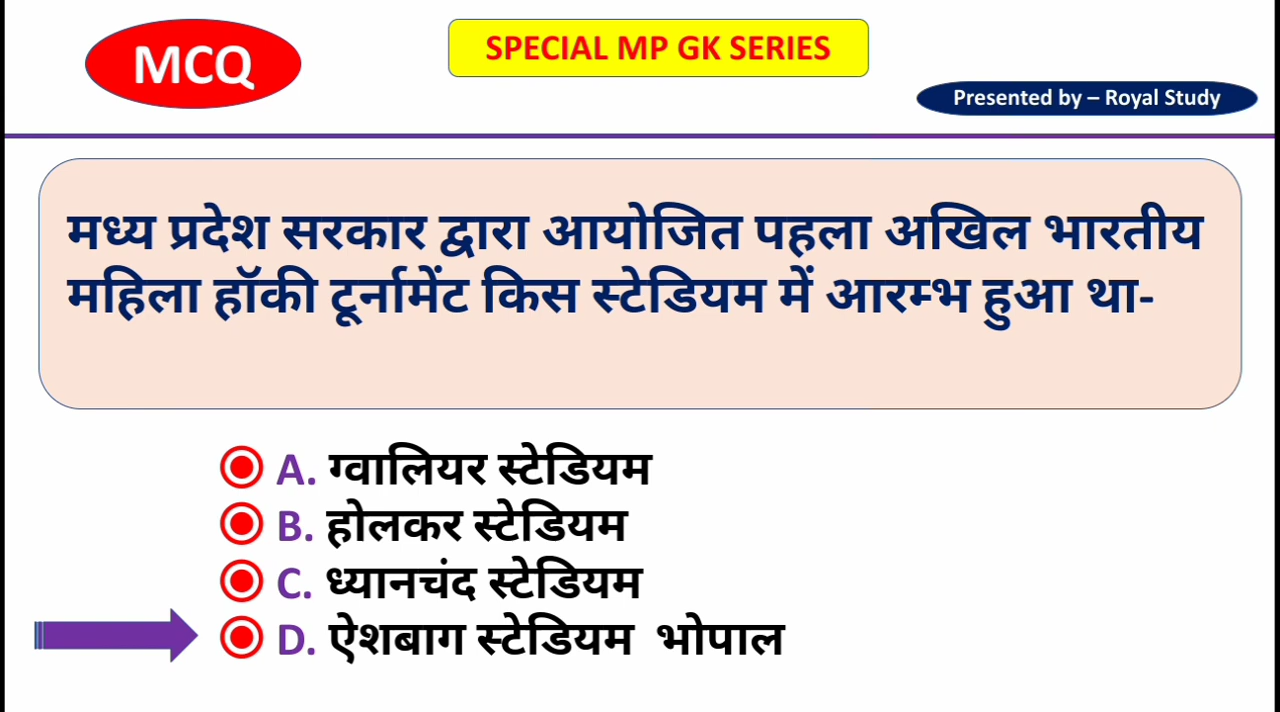 MCQ
SPECIAL MP GK SERIES
Presented by – Royal Study
मध्य प्रदेश सरकार द्वारा आयोजित पहला अखिल भारतीय
महिला हॉकी टूर्नामेंट किस स्टेडियम में आरम्भ हुआ था-
A. ग्वालियर स्टेडियम
B. होलकर स्टेडियम
C. ध्यानचंद स्टेडियम
D. ऐशबाग स्टेडियम भोपाल